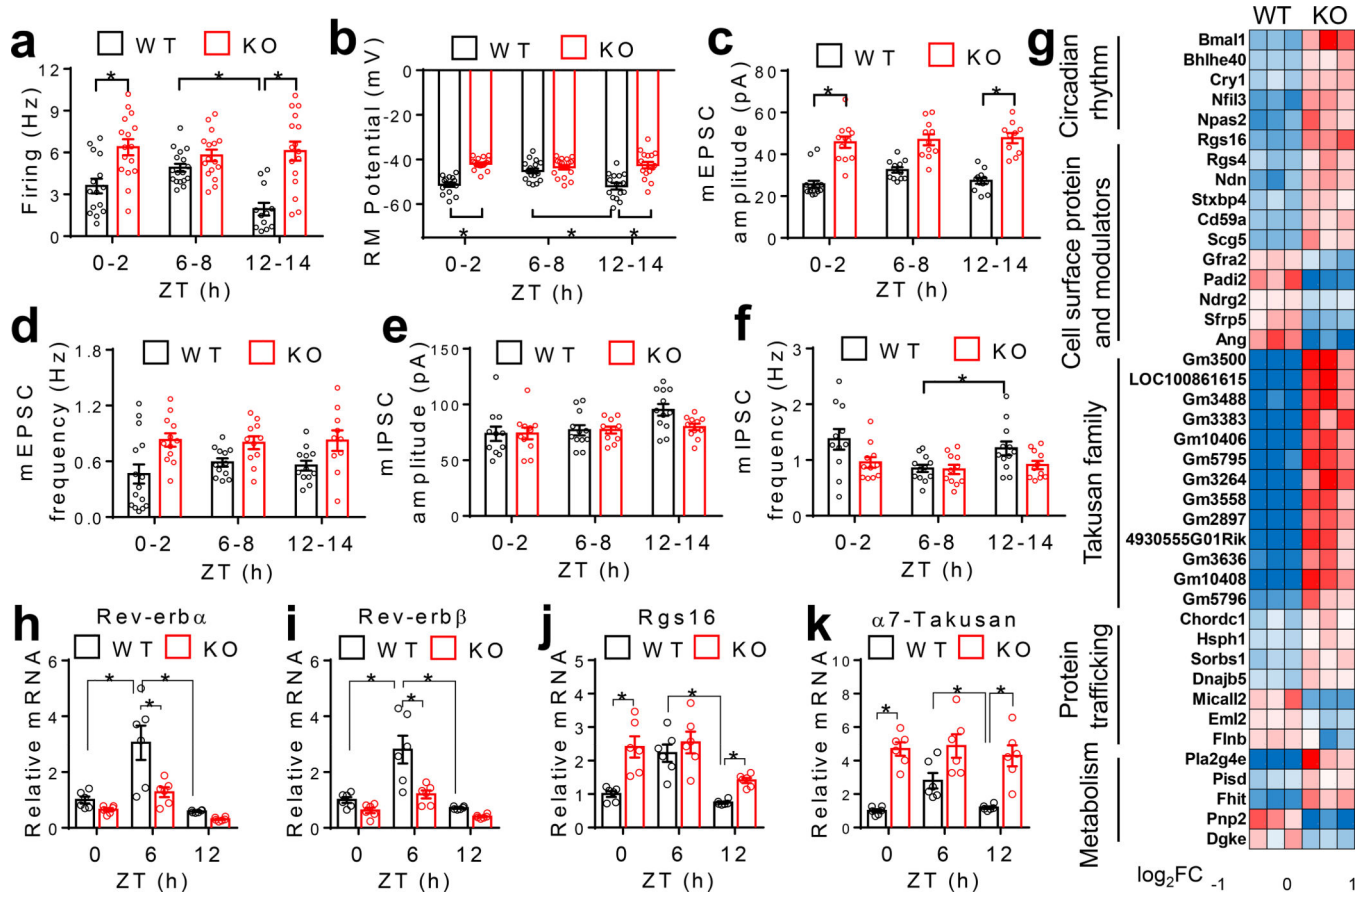 a
WT KO
Firing (Hz)
12
9
6
3
0
* * *
0-2 6-8 12-14
ZT (h)
b
WT KO
RM Potential (mV)
0
-20
-40
-60
* * *
0-2 6-8 12-14
ZT (h)
c
WT KO
mEPSC
amplitude (pA)
80
60
40
20
0
* *
0-2 6-8 12-14
ZT (h)
d
WT KO
mEPSC
frequency (Hz)
1.8
1.2
0.6
0.0
0-2 6-8 12-14
ZT (h)
e
WT KO
mIPSC
amplitude (pA)
150
100
50
0
0-2 6-8 12-14
ZT (h)
f
WT KO
mIPSC
frequency (Hz)
3
2
1
0
*
0-2 6-8 12-14
ZT (h)
g
WT KO
Circadian
rhythm
Bmal1
Bhlhe40
Cry1
Nfil3
Npas2
Cell surface protein
and modulators
Rgs16
Rgs4
Ndn
Stxbp4
Cd59a
Scg5
Gfra2
Padi2
Ndrg2
Sfrp5
Ang
Takusan family
Gm3500
LOC100861615
Gm3488
Gm3383
Gm10406
Gm5795
Gm3264
Gm3558
Gm2897
4930555G01Rik
Gm3636
Gm10408
Gm5796
Protein
trafficking
Chordc1
Hsph1
Sorbs1
Dnajb5
Micall2
Eml2
Flnb
Metabolism
Pla2g4e
Pisd
Fhit
Pnp2
Dgke
log2FC -1 0 1
h
Rev-erbα
WT KO
Relative mRNA
6
4
2
0
* * *
0 6 12
ZT (h)
i
Rev-erbβ
WT KO
Relative mRNA
6
4
2
0
* * *
0 6 12
ZT (h)
j
Rgs16
WT KO
Relative mRNA
5
4
3
2
1
0
* * *
0 6 12
ZT (h)
k
α7-Takusan
WT KO
Relative mRNA
10
8
6
4
2
0
* * *
0 6 12
ZT (h)